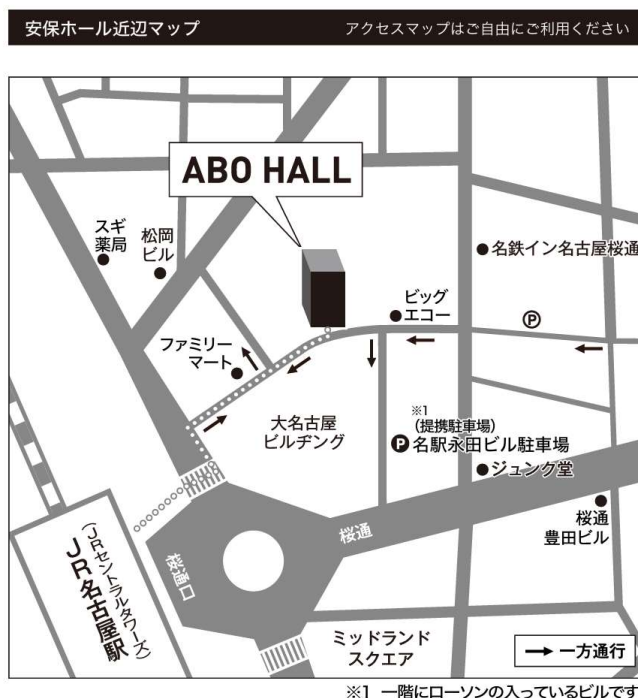 安保ホール近辺マップ
アクセスマップはご自由にご利用ください
ABO HALL
スギ
薬局
松岡
ビル
名鉄イン名古屋桜通
ビッグ
エコー
P
ファミリー
マート
大名古屋
ビルヂング
※1
(提携駐車場)
P名駅永田ビル駐車場
ジュンク堂
桜通
豊田ビル
桜通
桜通口
JR名古屋駅
(JRセントラルタワーズ)
ミッドランド
スクエア
一方通行
※1 一階にローソンの入っているビルです